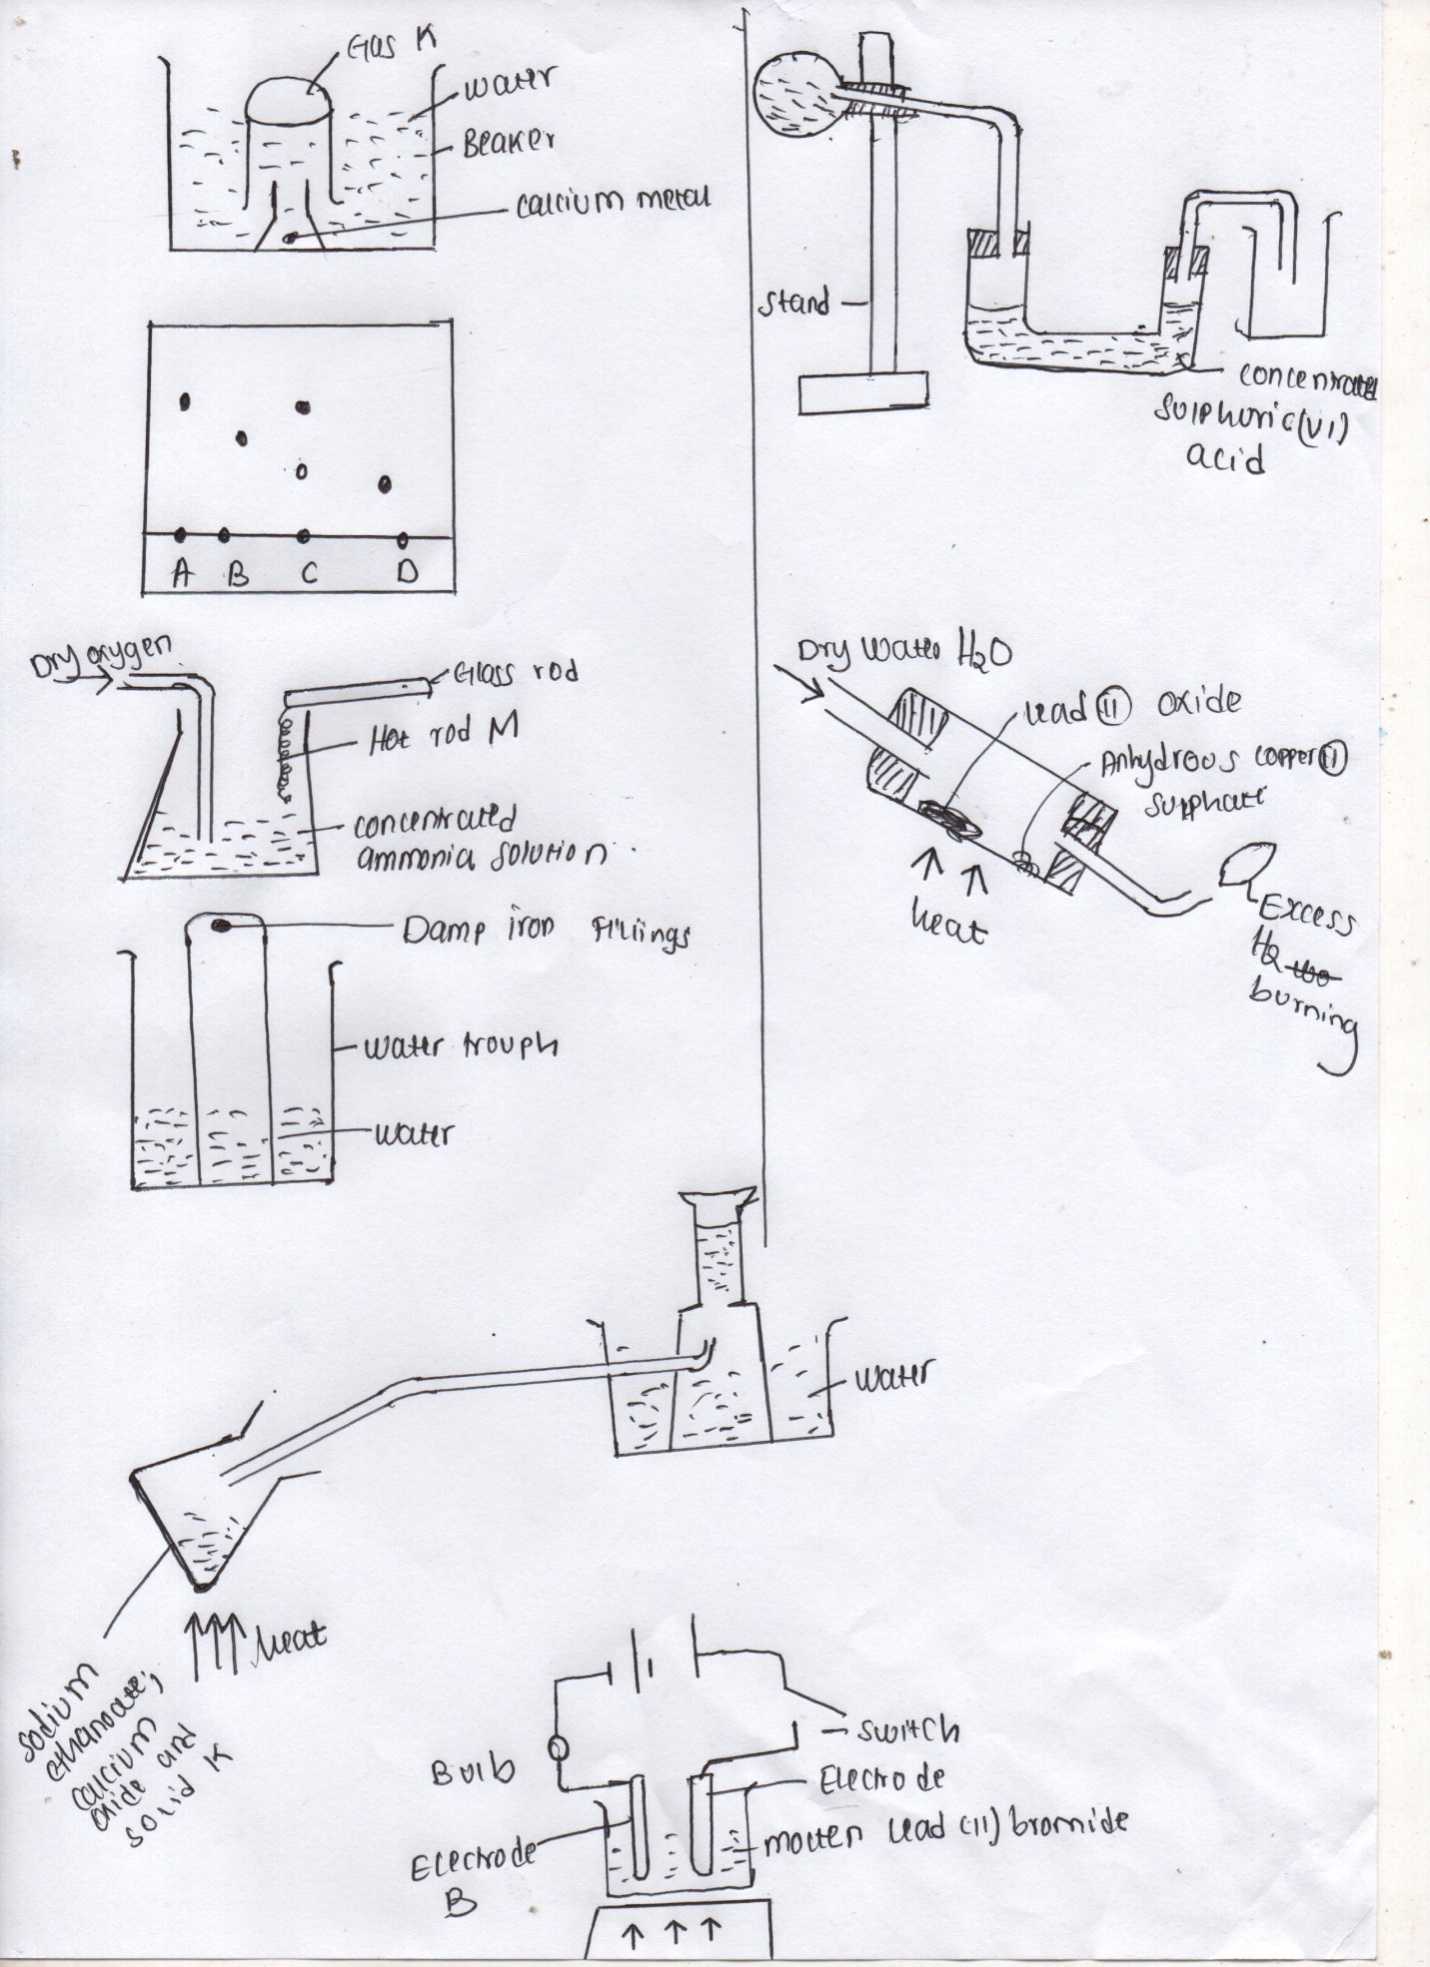 Gas K
water
Beaker
calcium metal
A B C D
Dry oxygen
Glass rod
Hot rod M
concentrated
ammonia solution
Damp iron fillings
water trouph
water
stand
concentrated
sulphuric(VI)
acid
Dry water H2O
lead (II) oxide
Anhydrous copper (II)
sulphate
heat
Excess
H2
burning
water
heat
sodium
ethanoate,
calcium
oxide and
solid K
switch
Bulb
Electrode
molten lead (II) bromide
Electrode
B